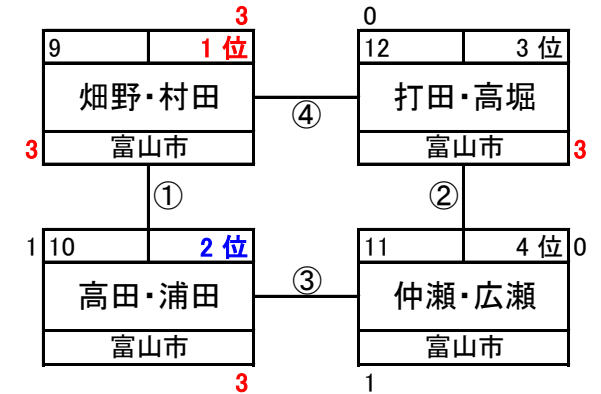 3 0
9 1 位 12 3 位
畑野・村田 ④ 打田・高堀
3 富山市 富山市 3
① ②
1 10 2 位 11 4 位 0
高田・浦田 ③ 仲瀬・広瀬
富山市 富山市
3 1